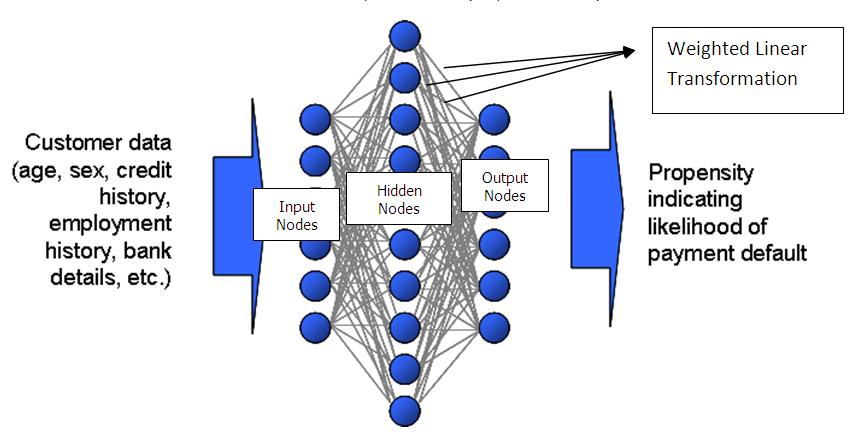 Weighted Linear
Transformation
Customer data
(age, sex, credit
history,
employment
history, bank
details, etc.)
Input
Nodes
Hidden
Nodes
Output
Nodes
Propensity
indicating
likelihood of
payment default